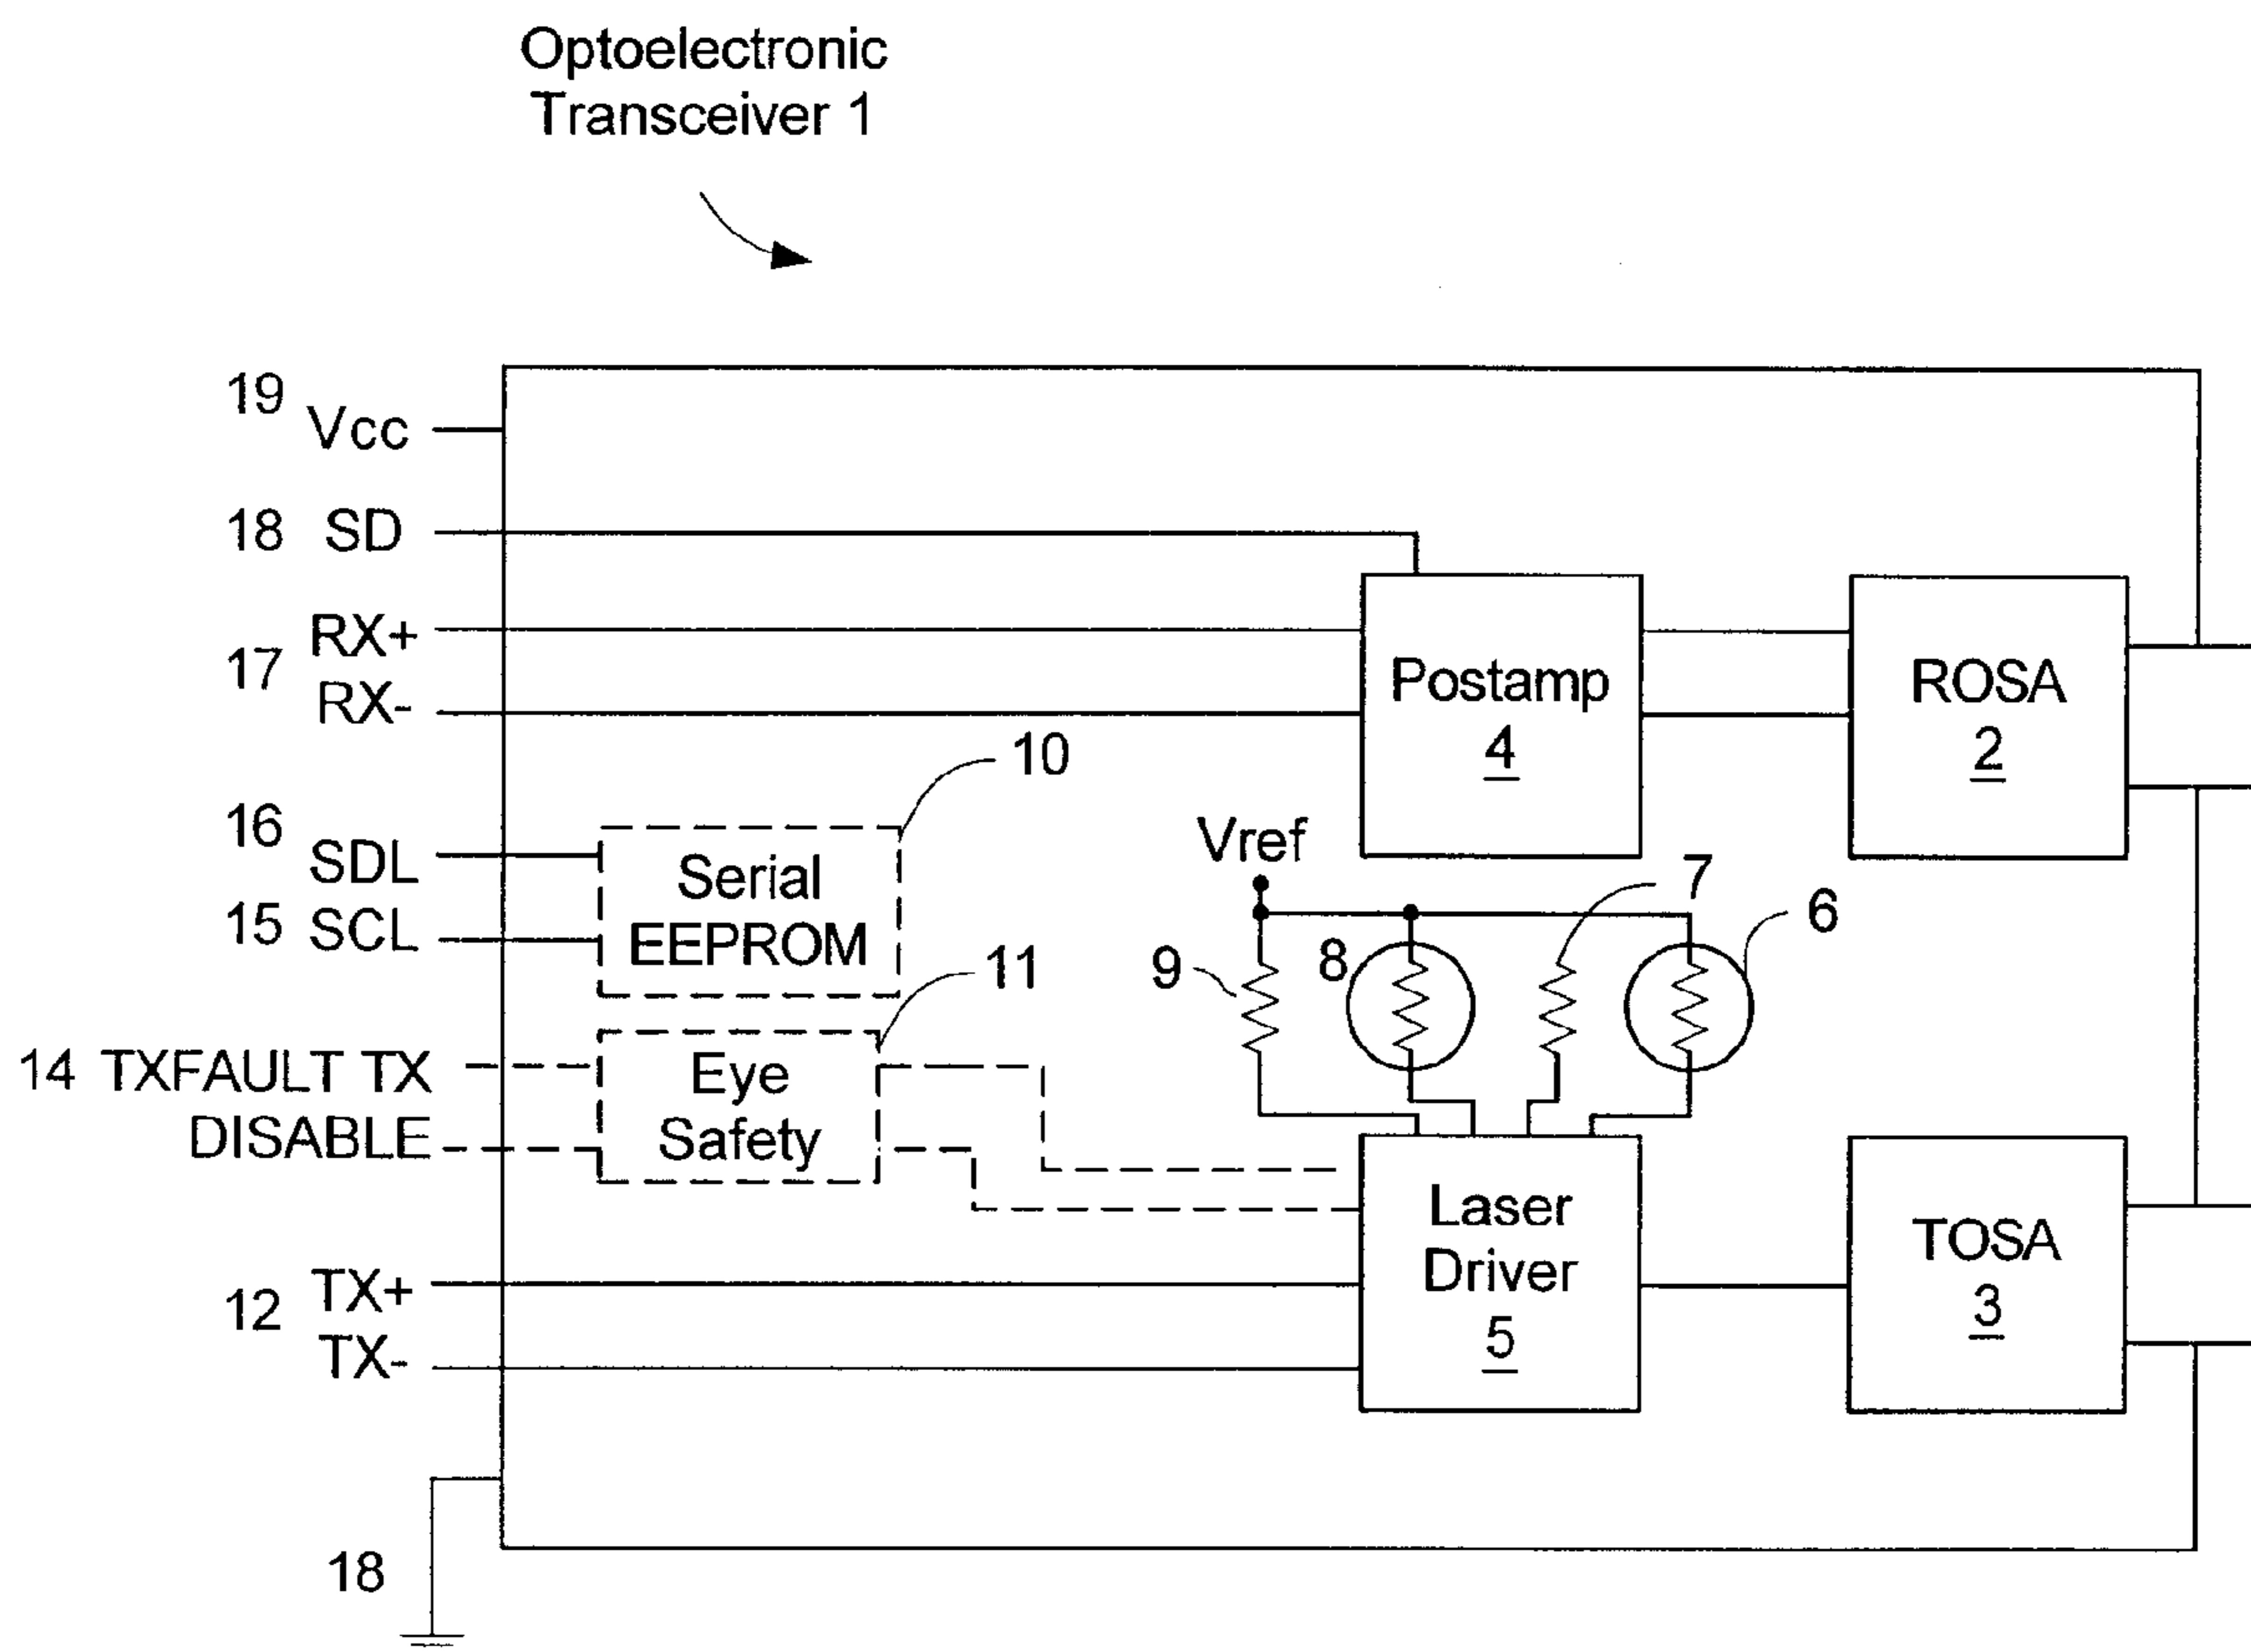 Optoelectronic
Transceiver 1
19
Vcc
18 SD
RX+
17
RX-
Postamp
4
ROSA
2
10
16
SDL
15 SCL
Serial
EEPROM
Vref
7
6
9
8
11
14 TXFAULT TX
DISABLE
Eye
Safety
Laser
Driver
5
TOSA
3
TX+
12
TX-
18